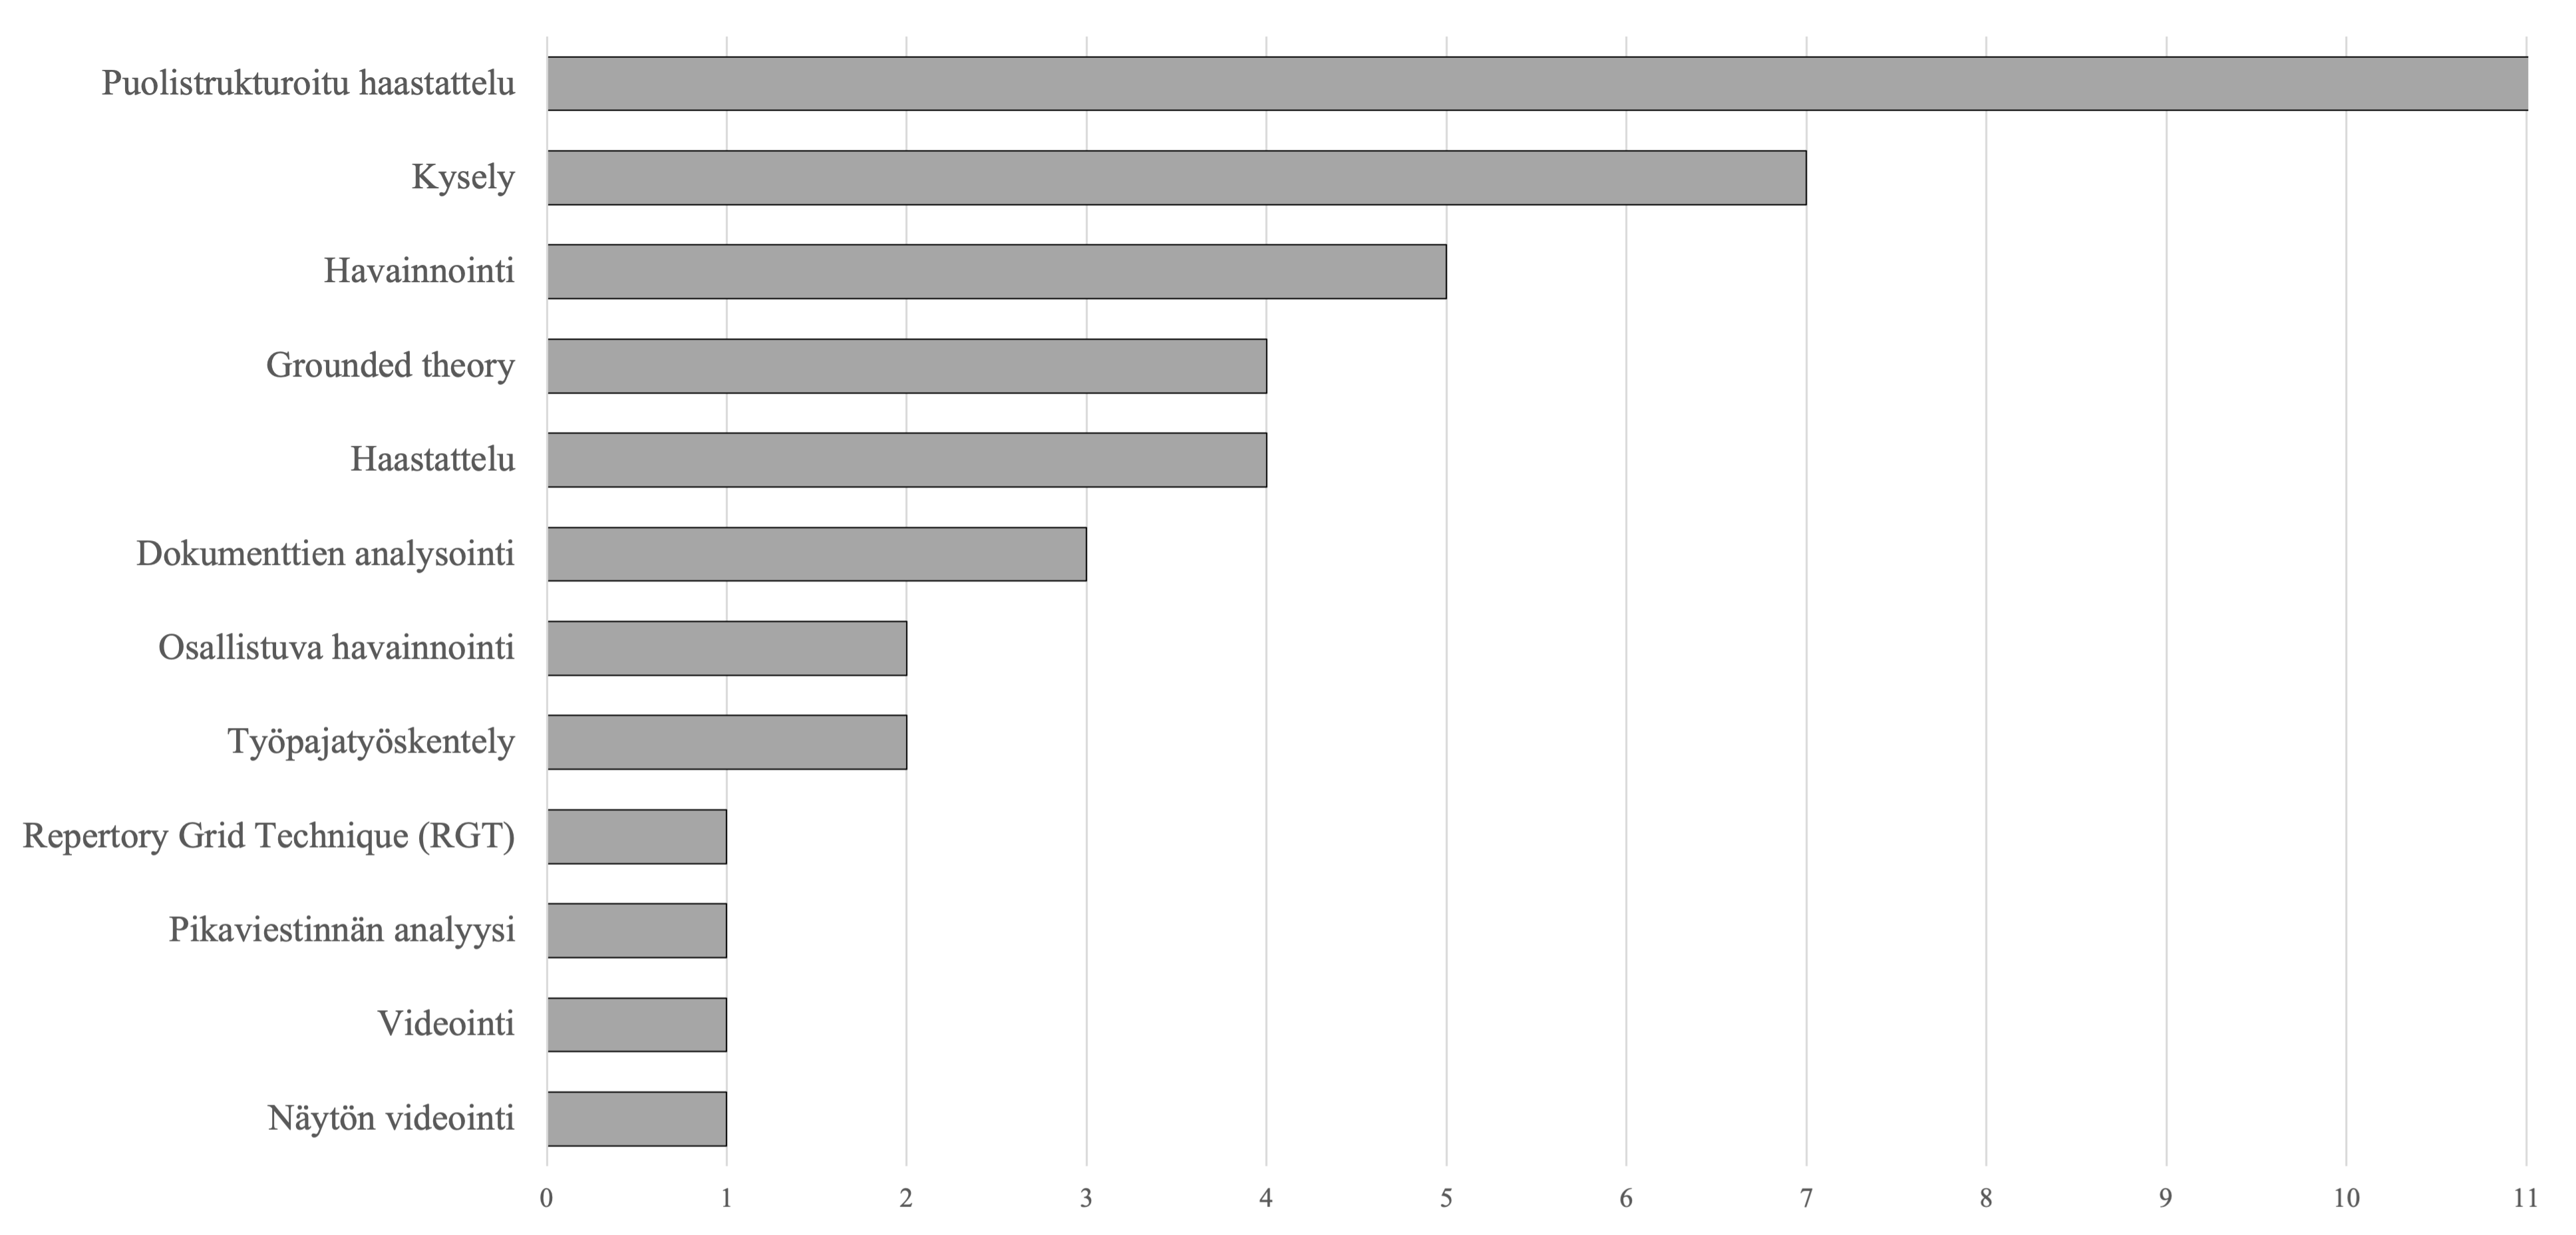 Puolistrukturoitu haastattelu
Kysely
Havainnointi
Grounded theory
Haastattelu
Dokumenttien analysointi
Osallistuva havainnointi
Työpajatyöskentely
Repertory Grid Technique (RGT)
Pikaviestinnän analyysi
Videointi
Näytön videointi
0 1 2 3 4 5 6 7 8 9 10 11